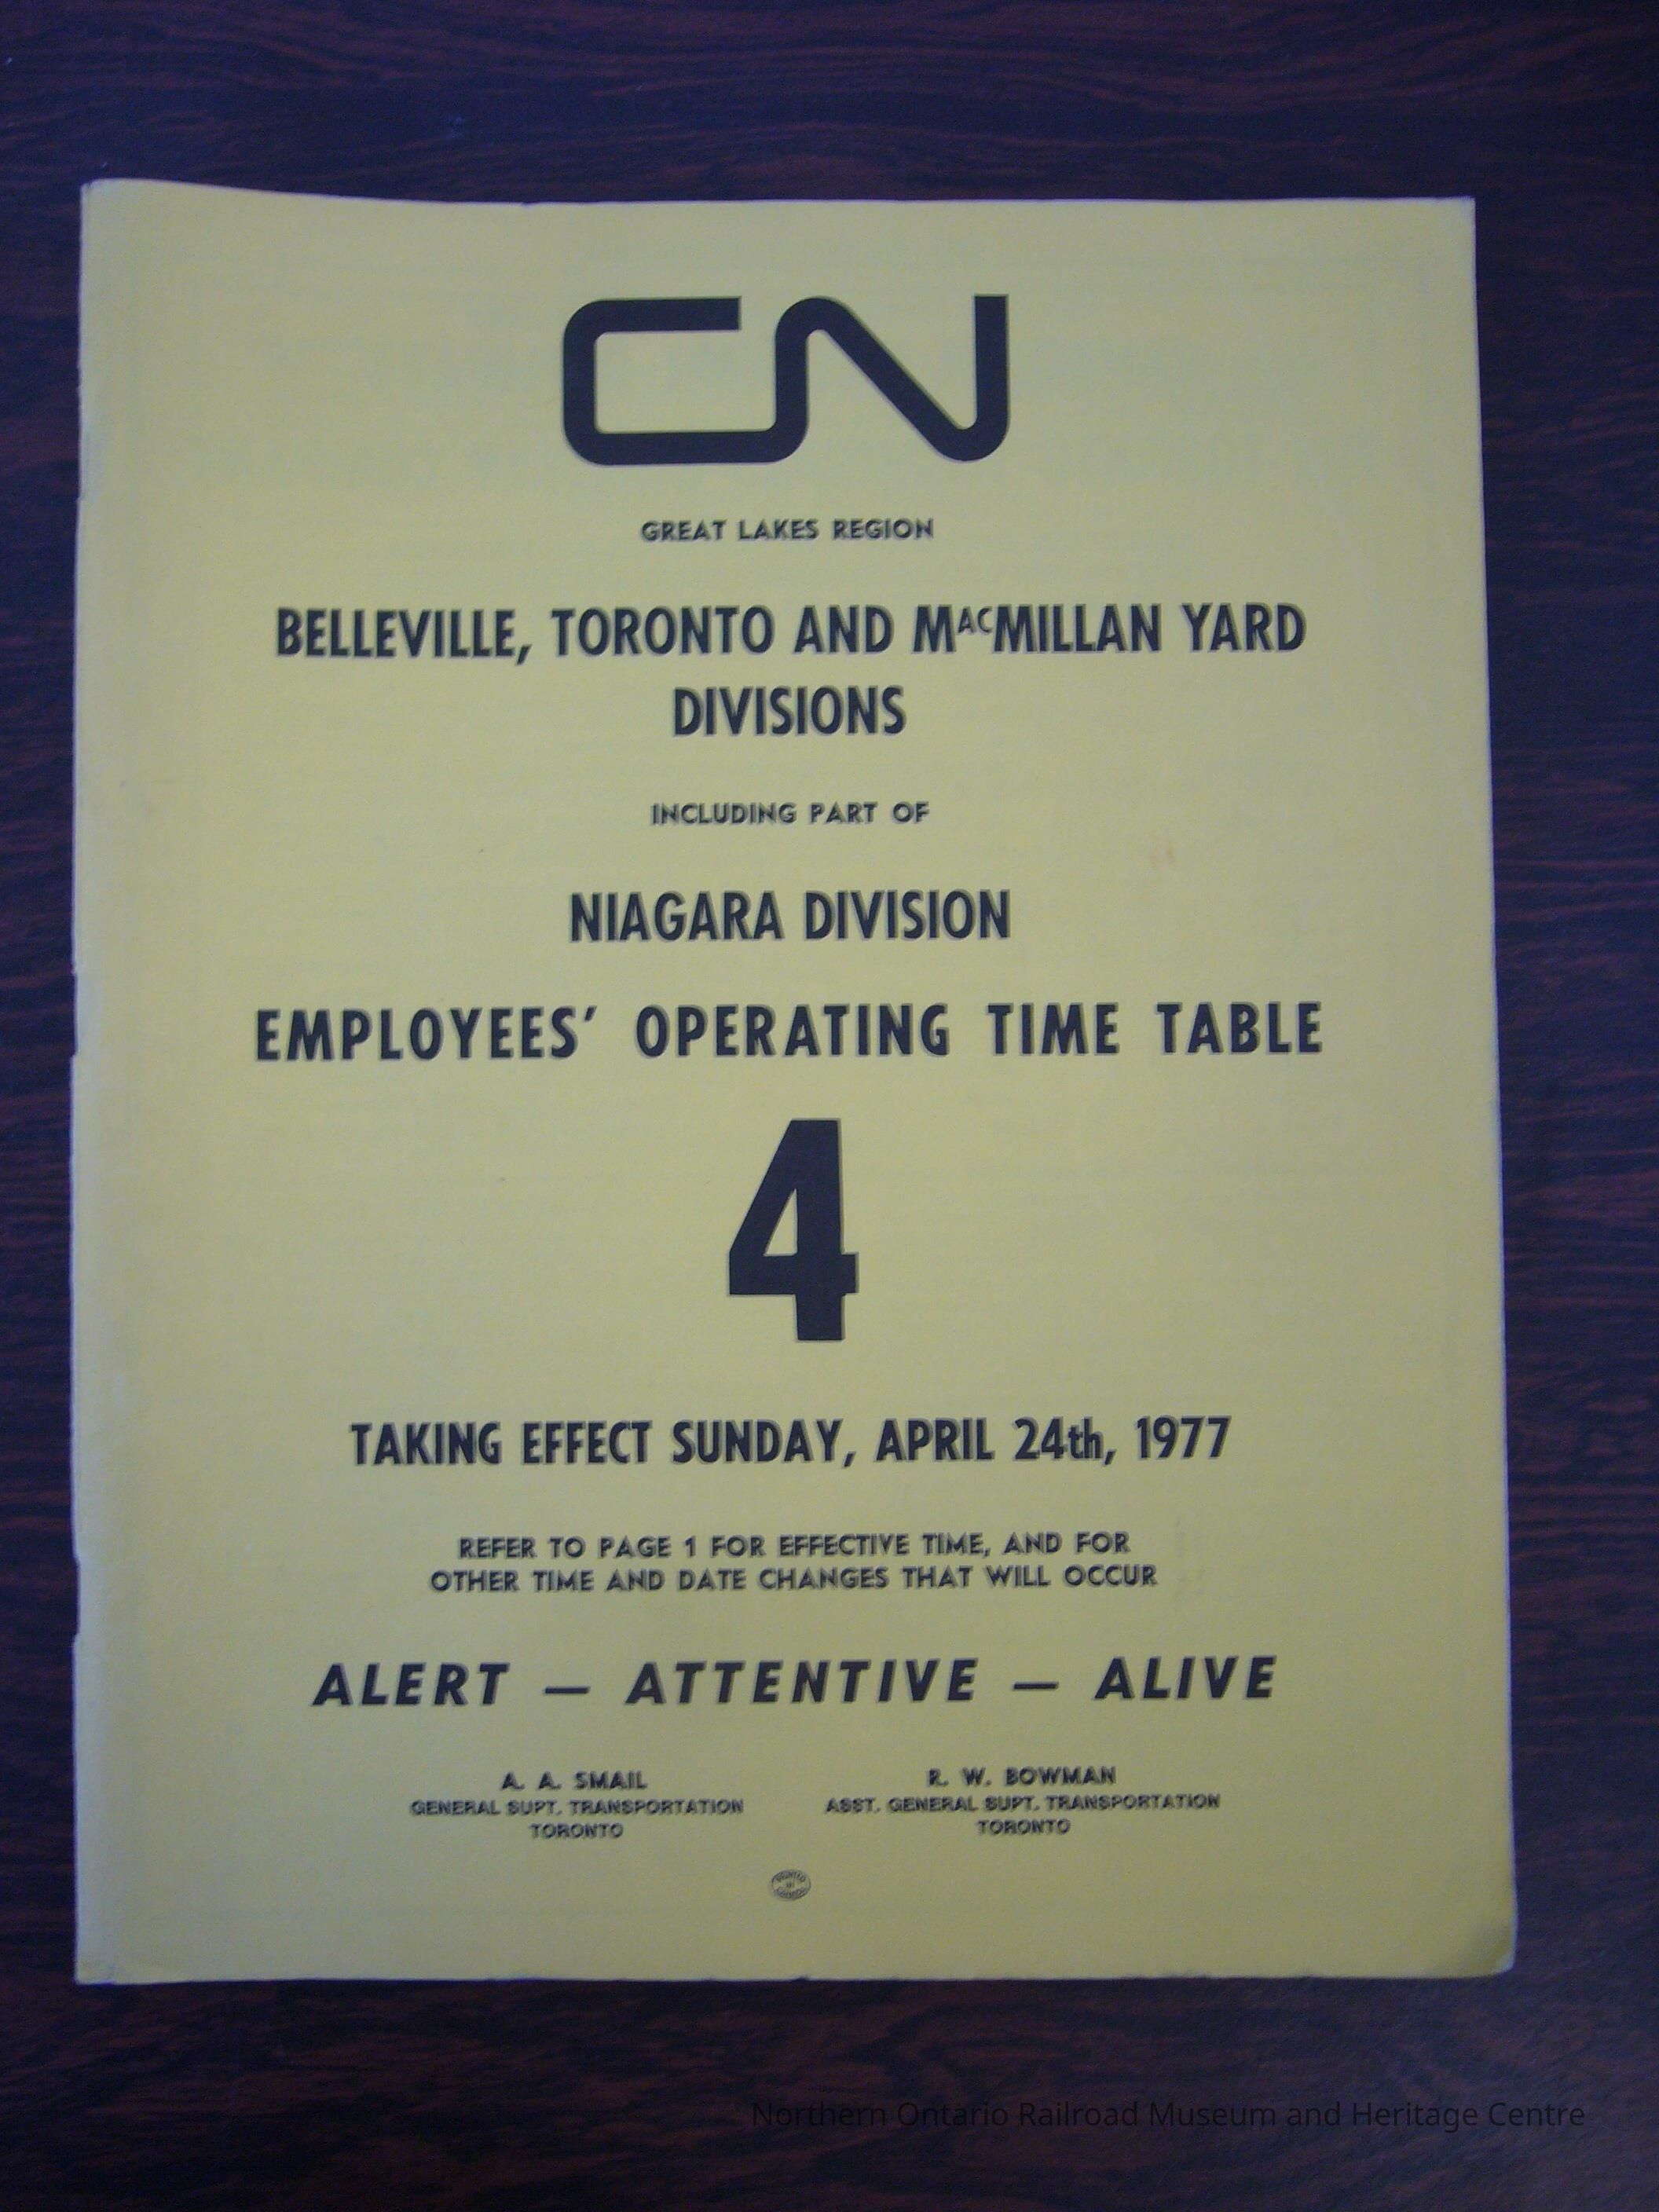 CN
GREAT LAKES REGION
BELLEVILLE, TORONTO AND MACMILLAN YARD
DIVISIONS
INCLUDING PART OF
NIAGARA DIVISION
EMPLOYEES' OPERATING TIME TABLE
4
TAKING EFFECT SUNDAY, APRIL 24th, 1977
REFER TO PAGE 1 FOR EFFECTIVE TIME, AND FOR
OTHER TIME AND DATE CHANGES THAT WILL OCCUR
ALERT — ATTENTIVE — ALIVE
A. A. SMAIL
GENERAL SUPT. TRANSPORTATION
TORONTO
R. W. BOWMAN
ASST. GENERAL SUPT. TRANSPORTATION
TORONTO
Northern Ontario Railroad Museum and Heritage Centre